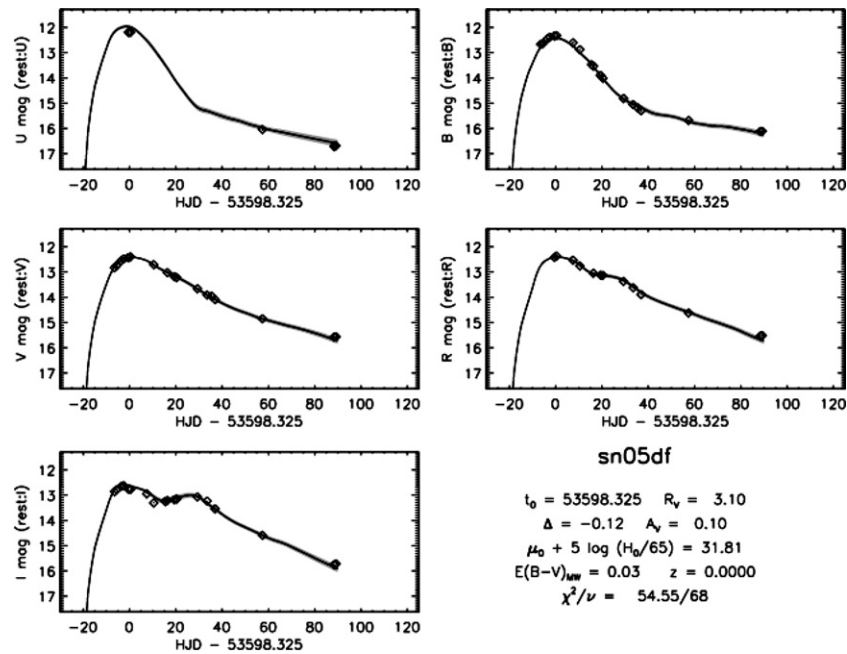 12
13
14
15
16
17
U mag (rest:U)
-20 0 20 40 60 80 100 120
HJD - 53598.325
12
13
14
15
16
17
B mag (rest:B)
-20 0 20 40 60 80 100 120
HJD - 53598.325
12
13
14
15
16
17
V mag (rest:V)
-20 0 20 40 60 80 100 120
HJD - 53598.325
12
13
14
15
16
17
R mag (rest:R)
-20 0 20 40 60 80 100 120
HJD - 53598.325
12
13
14
15
16
17
I mag (rest:I)
-20 0 20 40 60 80 100 120
HJD - 53598.325
sn05df
t₀ = 53598.325 Rᵥ = 3.10
Δ = -0.12 Aᵥ = 0.10
μ₀ + 5 log (H₀/65) = 31.81
E(B-V)MW = 0.03 z = 0.0000
χ²/ν = 54.55/68